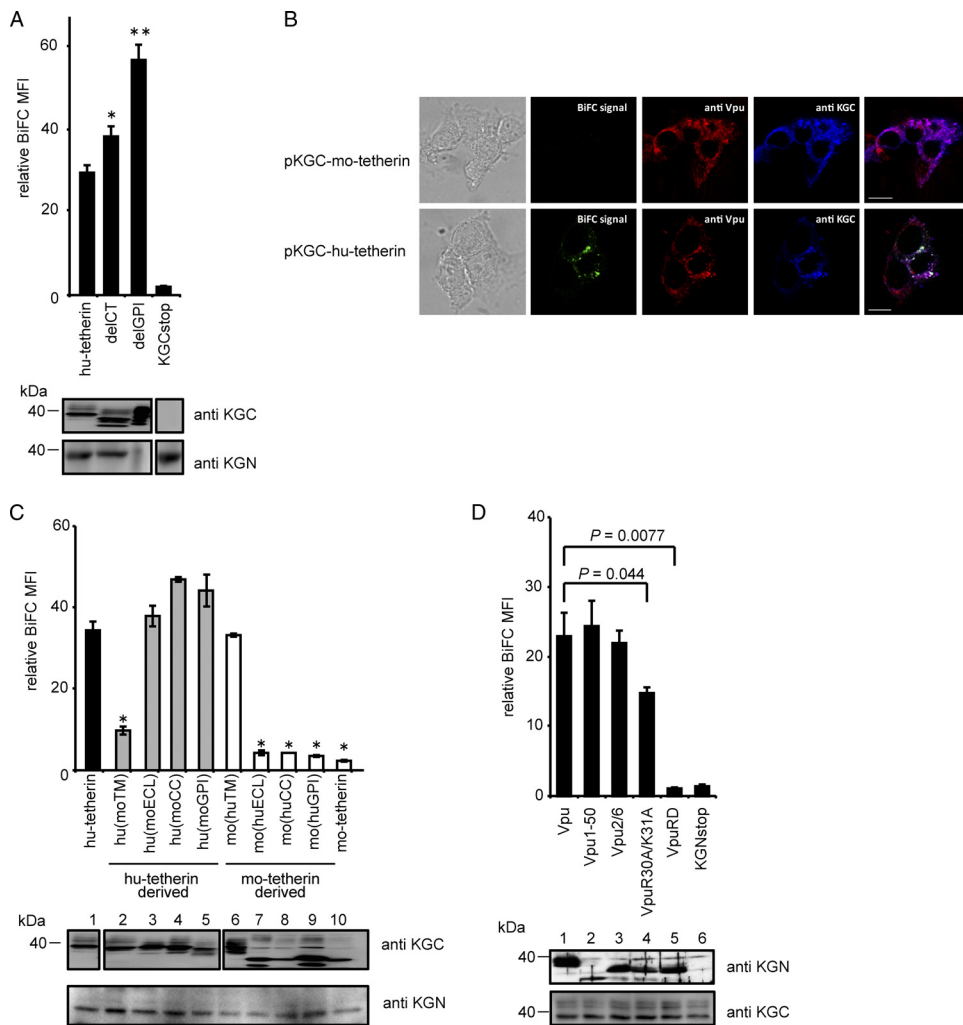 A
relative BiFC MFI
60
40
20
0
*
**
hu-tetherin
delCT
delGPI
KGCstop
kDa
40
anti KGC
40
anti KGN
B
pKGC-mo-tetherin
BiFC signal
anti Vpu
anti KGC
pKGC-hu-tetherin
BiFC signal
anti Vpu
anti KGC
C
relative BiFC MFI
60
40
20
0
*
*
*
*
*
hu-tetherin
hu(moTM)
hu(moECL)
hu(moCC)
hu(moGPI)
mo(huTM)
mo(huECL)
mo(huCC)
mo(huGPI)
mo-tetherin
hu-tetherin
derived
mo-tetherin
derived
kDa
1 2 3 4 5 6 7 8 9 10
40
anti KGC
anti KGN
D
relative BiFC MFI
40
30
20
10
0
P = 0.0077
P = 0.044
Vpu
Vpu1-50
Vpu2/6
VpuR30A/K31A
VpuRD
KGNstop
kDa
1 2 3 4 5 6
40
anti KGN
40
anti KGC